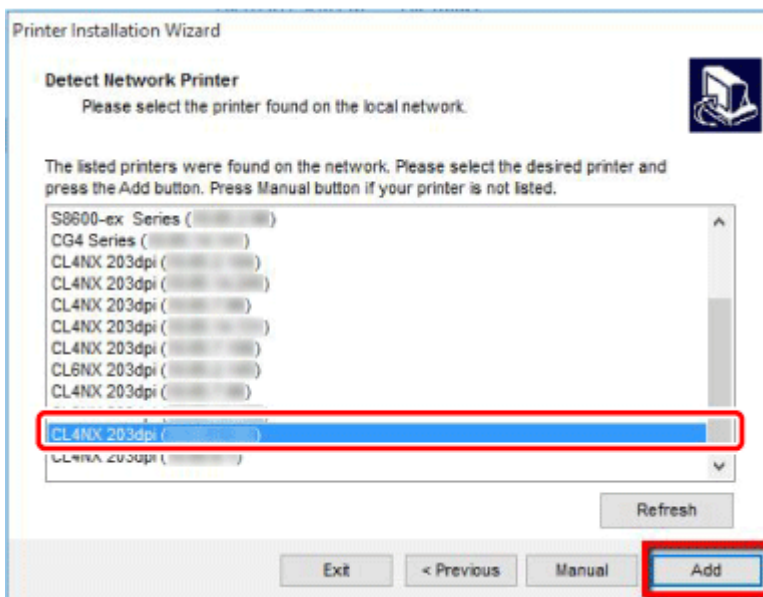 Printer Installation Wizard
Detect Network Printer
Please select the printer found on the local network.
The listed printers were found on the network. Please select the desired printer and
press the Add button. Press Manual button if your printer is not listed.
S8600-ex Series ( )
CG4 Series ( )
CL4NX 203dpi ( )
CL4NX 203dpi ( )
CL4NX 203dpi ( )
CL4NX 203dpi ( )
CL4NX 203dpi ( )
CL6NX 203dpi ( )
CL4NX 203dpi ( )
CL4NX 203dpi ( )
CL4NX 203dpi ( )
Refresh
Exit
< Previous
Manual
Add